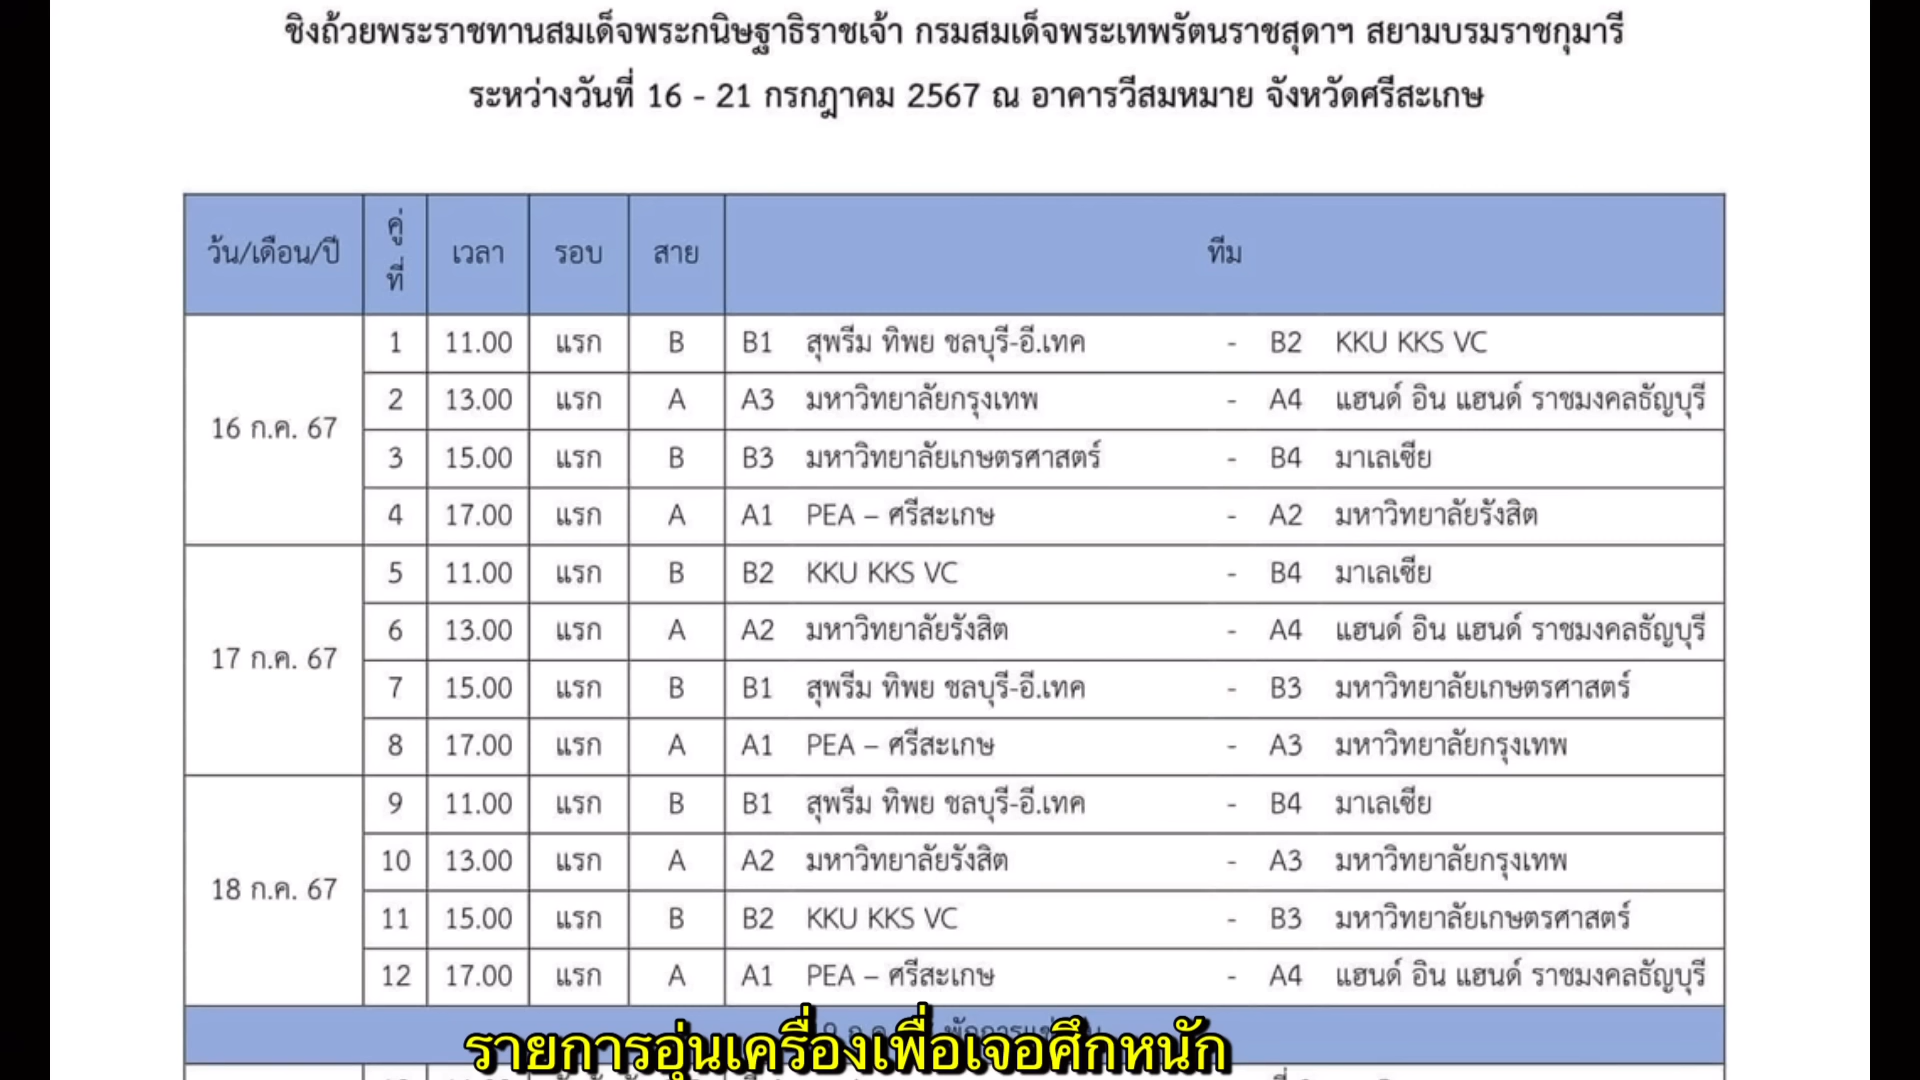 ชิงถ้วยพระราชทานสมเด็จพระกนิษฐาธิราชเจ้า กรมสมเด็จพระเทพรัตนราชสุดาฯ สยามบรมราชกุมารี
ระหว่างวันที่ 16 - 21 กรกฎาคม 2567 ณ อาคารวีสมหมาย จังหวัดศรีสะเกษ
วัน/เดือน/ปี คู่ที่ เวลา รอบ สาย ทีม
16 ก.ค. 67
1 11.00 แรก B B1 สุพรีม ทิพย ชลบุรี-อี.เทค - B2 KKU KKS VC
2 13.00 แรก A A3 มหาวิทยาลัยกรุงเทพ - A4 แฮนด์ อิน แฮนด์ ราชมงคลธัญบุรี
3 15.00 แรก B B3 มหาวิทยาลัยเกษตรศาสตร์ - B4 มาเลเซีย
4 17.00 แรก A A1 PEA – ศรีสะเกษ - A2 มหาวิทยาลัยรังสิต
17 ก.ค. 67
5 11.00 แรก B B2 KKU KKS VC - B4 มาเลเซีย
6 13.00 แรก A A2 มหาวิทยาลัยรังสิต - A4 แฮนด์ อิน แฮนด์ ราชมงคลธัญบุรี
7 15.00 แรก B B1 สุพรีม ทิพย ชลบุรี-อี.เทค - B3 มหาวิทยาลัยเกษตรศาสตร์
8 17.00 แรก A A1 PEA – ศรีสะเกษ - A3 มหาวิทยาลัยกรุงเทพ
18 ก.ค. 67
9 11.00 แรก B B1 สุพรีม ทิพย ชลบุรี-อี.เทค - B4 มาเลเซีย
10 13.00 แรก A A2 มหาวิทยาลัยรังสิต - A3 มหาวิทยาลัยกรุงเทพ
11 15.00 แรก B B2 KKU KKS VC - B3 มหาวิทยาลัยเกษตรศาสตร์
12 17.00 แรก A A1 PEA – ศรีสะเกษ - A4 แฮนด์ อิน แฮนด์ ราชมงคลธัญบุรี
รายการอุ่นเครื่องเพื่อเจอศึกหนัก